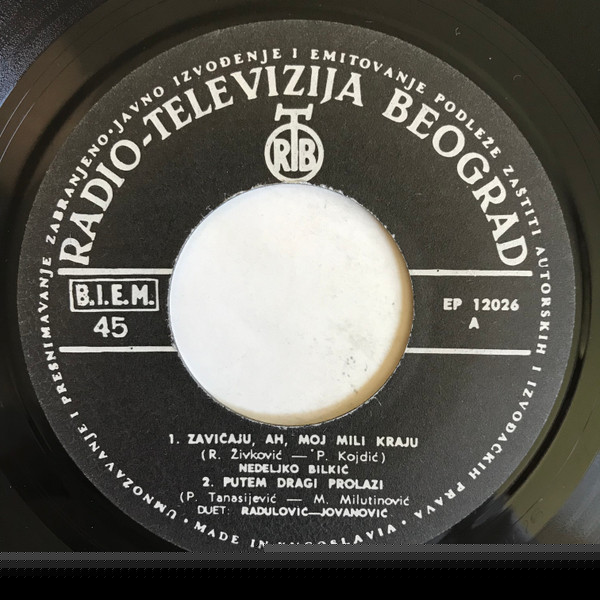 UMNOŽAVANJE I PRESNIMAVANJE ZABRANJENO · JAVNO IZVOĐENJE I EMITOVANJE PODLEŽE ZAŠTITI AUTORSKIH I IZVOĐAČKIH PRAVA ·
RADIO-TELEVIZIJA BEOGRAD
RTB
B.I.E.M.
45
EP 12026
A
1. ZAVIČAJU, AH, MOJ MILI KRAJU
(R. Živković — P. Kojdić)
NEDELJKO BILKIĆ
2. PUTEM DRAGI PROLAZI
(P. Tanasijević — M. Milutinović
DUET: RADULOVIĆ—JOVANOVIĆ
MADE IN YUGOSLAVIA ·